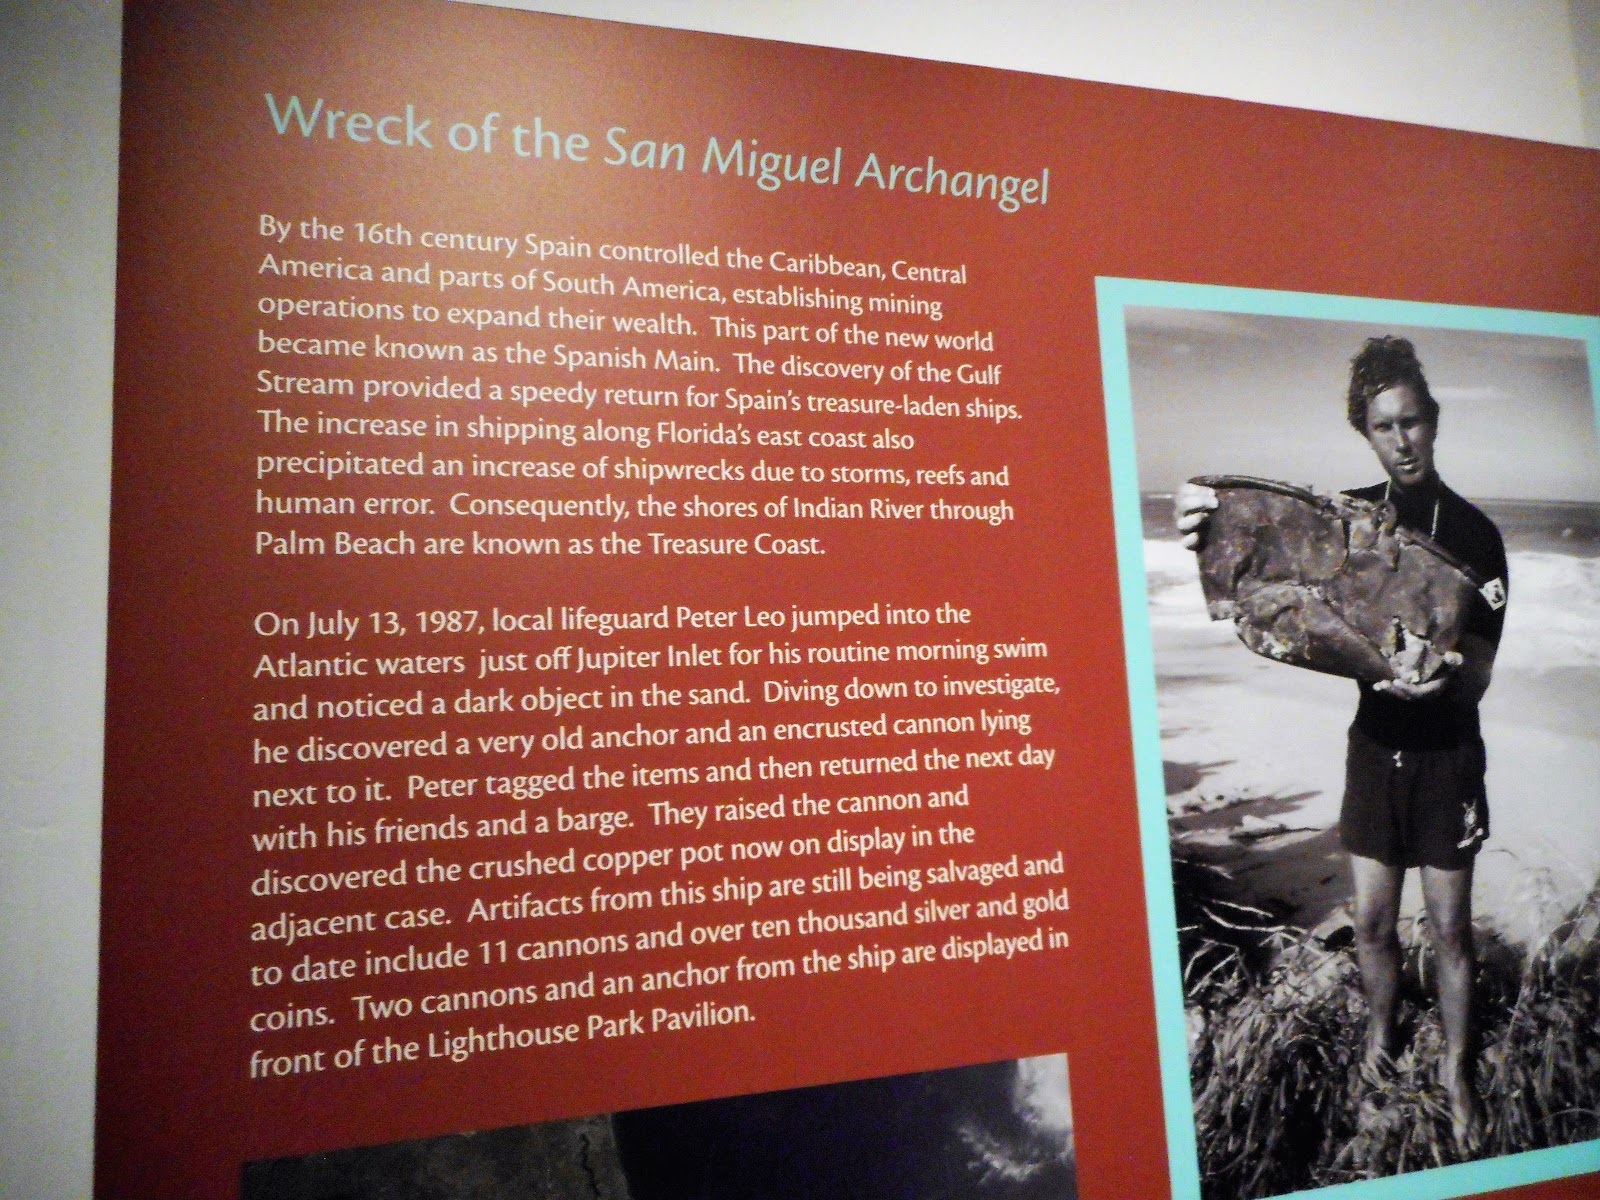 Wreck of the San Miguel Archangel
By the 16th century Spain controlled the Caribbean, Central
America and parts of South America, establishing mining
operations to expand their wealth. This part of the new world
became known as the Spanish Main. The discovery of the Gulf
Stream provided a speedy return for Spain's treasure-laden ships.
The increase in shipping along Florida's east coast also
precipitated an increase of shipwrecks due to storms, reefs and
human error. Consequently, the shores of Indian River through
Palm Beach are known as the Treasure Coast.
On July 13, 1987, local lifeguard Peter Leo jumped into the
Atlantic waters just off Jupiter Inlet for his routine morning swim
and noticed a dark object in the sand. Diving down to investigate,
he discovered a very old anchor and an encrusted cannon lying
next to it. Peter tagged the items and then returned the next day
with his friends and a barge. They raised the cannon and
discovered the crushed copper pot now on display in the
adjacent case. Artifacts from this ship are still being salvaged and
to date include 11 cannons and over ten thousand silver and gold
coins. Two cannons and an anchor from the ship are displayed in
front of the Lighthouse Park Pavilion.